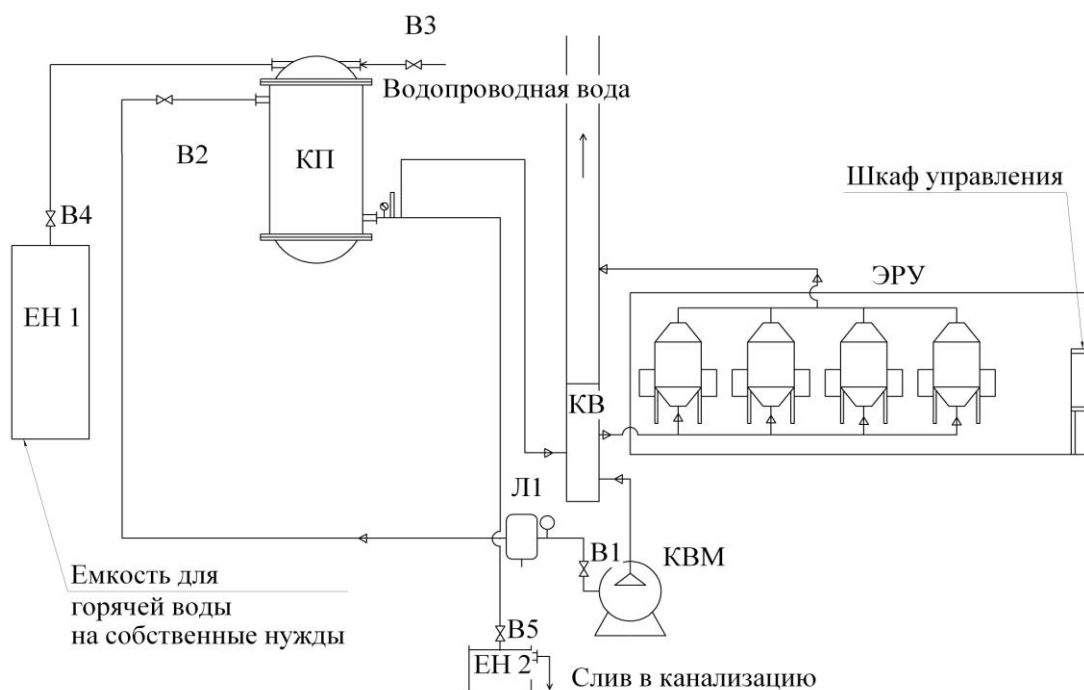 В3
Водопроводная вода
В2
КП
Шкаф управления
В4
ЭРУ
ЕН 1
КВ
Л1
В1
КВМ
Емкость для
горячей воды
на собственные нужды
В5
ЕН 2
Слив в канализацию